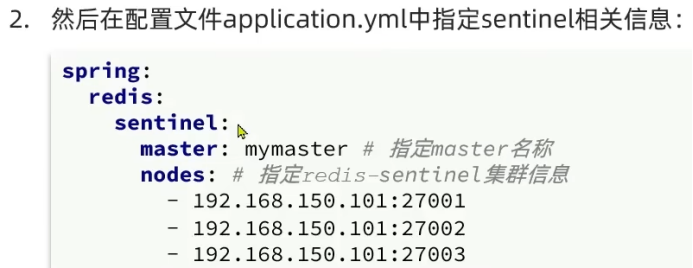 2. 然后在配置文件application.yml中指定sentinel相关信息：
spring:
  redis:
    sentinel:
      master: mymaster # 指定master名称
      nodes: # 指定redis-sentinel集群信息
        - 192.168.150.101:27001
        - 192.168.150.101:27002
        - 192.168.150.101:27003